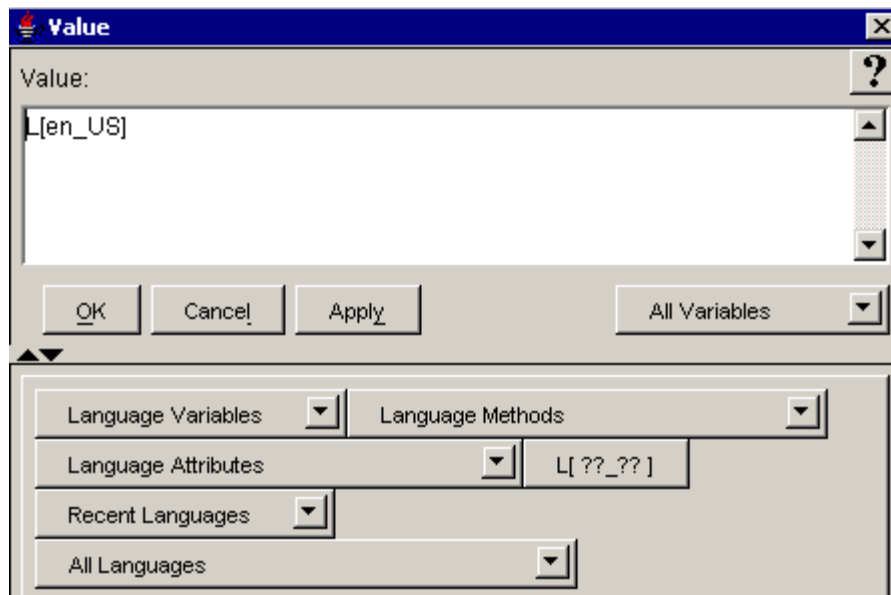 Value
Value:
?
L[en_US]
OK Cancel Apply All Variables
Language Variables Language Methods
Language Attributes L[ ??_?? ]
Recent Languages
All Languages